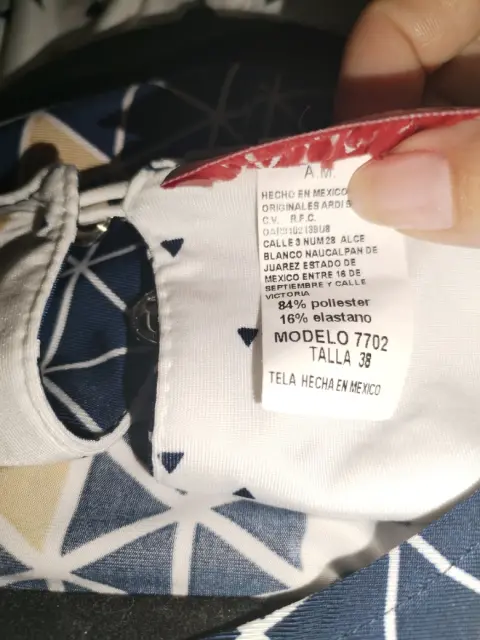 A.M.
HECHO EN MEXICO
ORIGINALES ARDI S
C.V. R.F.C.
CALLE 3 NUM 28 ALCE
BLANCO NAUCALPAN DE
JUAREZ ESTADO DE
MEXICO ENTRE 16 DE
SEPTIEMBRE Y CALLE
VICTORIA
84% poliester
16% elastano
MODELO 7702
TALLA 38
TELA HECHA EN MEXICO